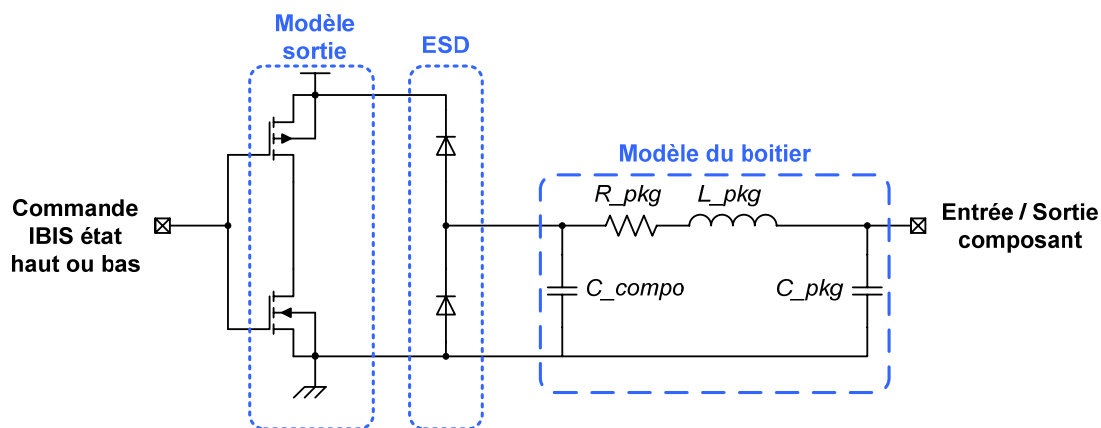 Modèle
sortie
ESD
Modèle du boitier
R_pkg
L_pkg
Commande
IBIS état
haut ou bas
Entrée / Sortie
composant
C_compo
C_pkg